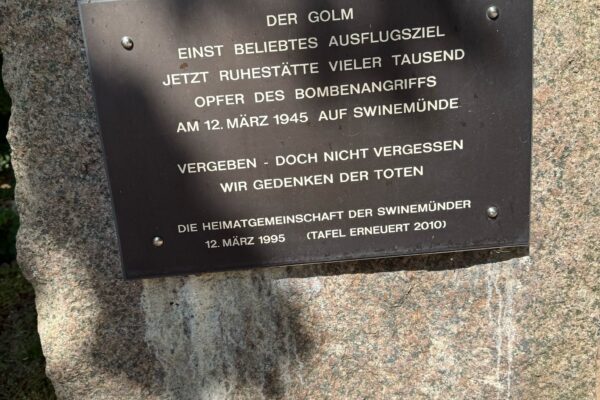 DER GOLM
EINST BELIEBTES AUSFLUGSZIEL
JETZT RUHESTÄTTE VIELER TAUSEND
OPFER DES BOMBENANGRIFFS
AM 12. MÄRZ 1945 AUF SWINEMÜNDE
VERGEBEN - DOCH NICHT VERGESSEN
WIR GEDENKEN DER TOTEN
DIE HEIMATGEMEINSCHAFT DER SWINEMÜNDER
12. MÄRZ 1995 (TAFEL ERNEUERT 2010)